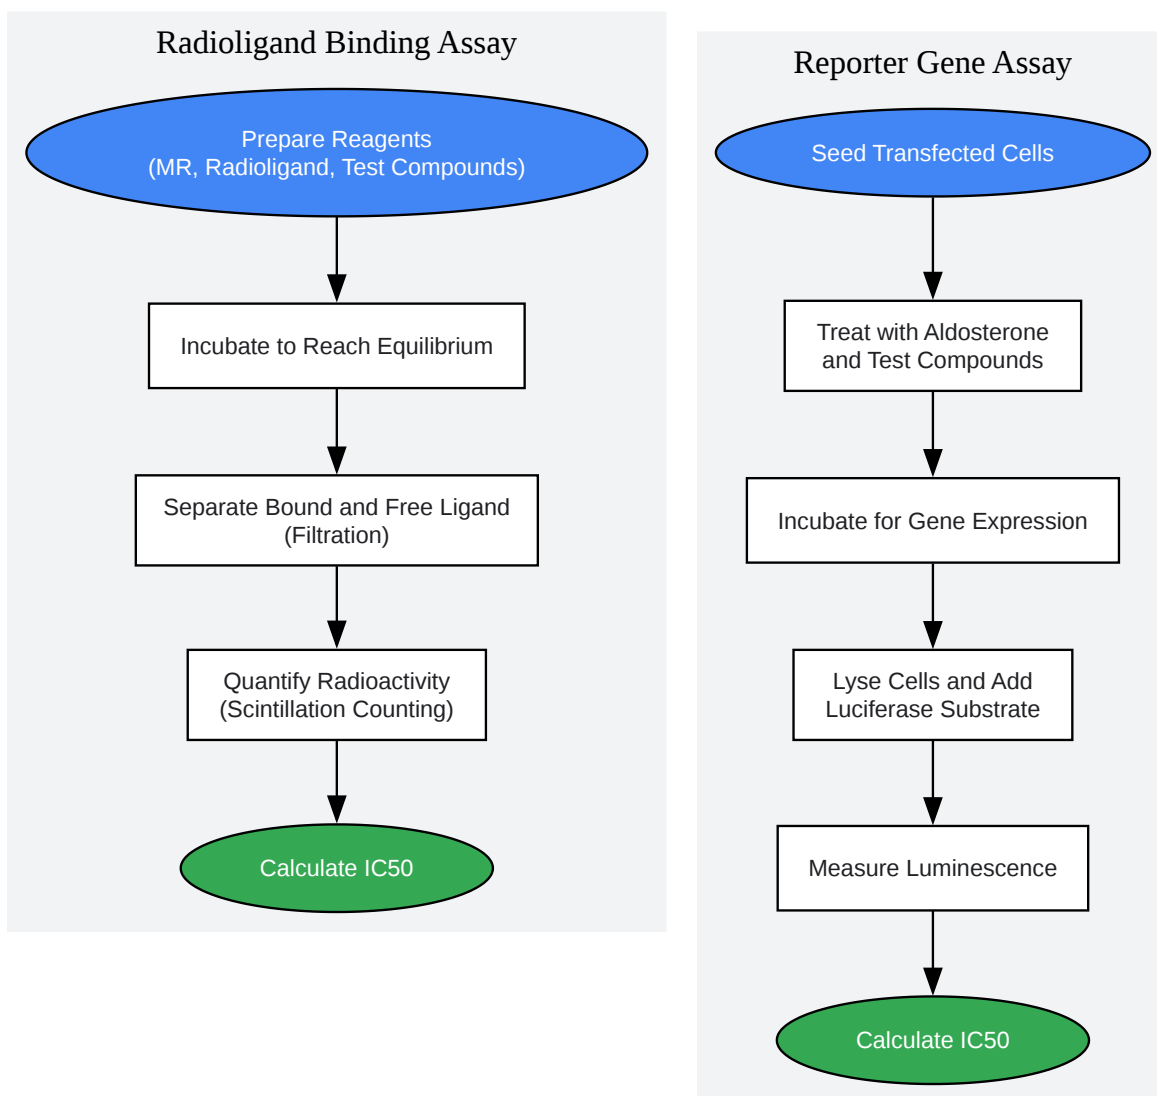 Radioligand Binding Assay
Prepare Reagents
(MR, Radioligand, Test Compounds)
Incubate to Reach Equilibrium
Separate Bound and Free Ligand
(Filtration)
Quantify Radioactivity
(Scintillation Counting)
Calculate IC50
Reporter Gene Assay
Seed Transfected Cells
Treat with Aldosterone
and Test Compounds
Incubate for Gene Expression
Lyse Cells and Add
Luciferase Substrate
Measure Luminescence
Calculate IC50